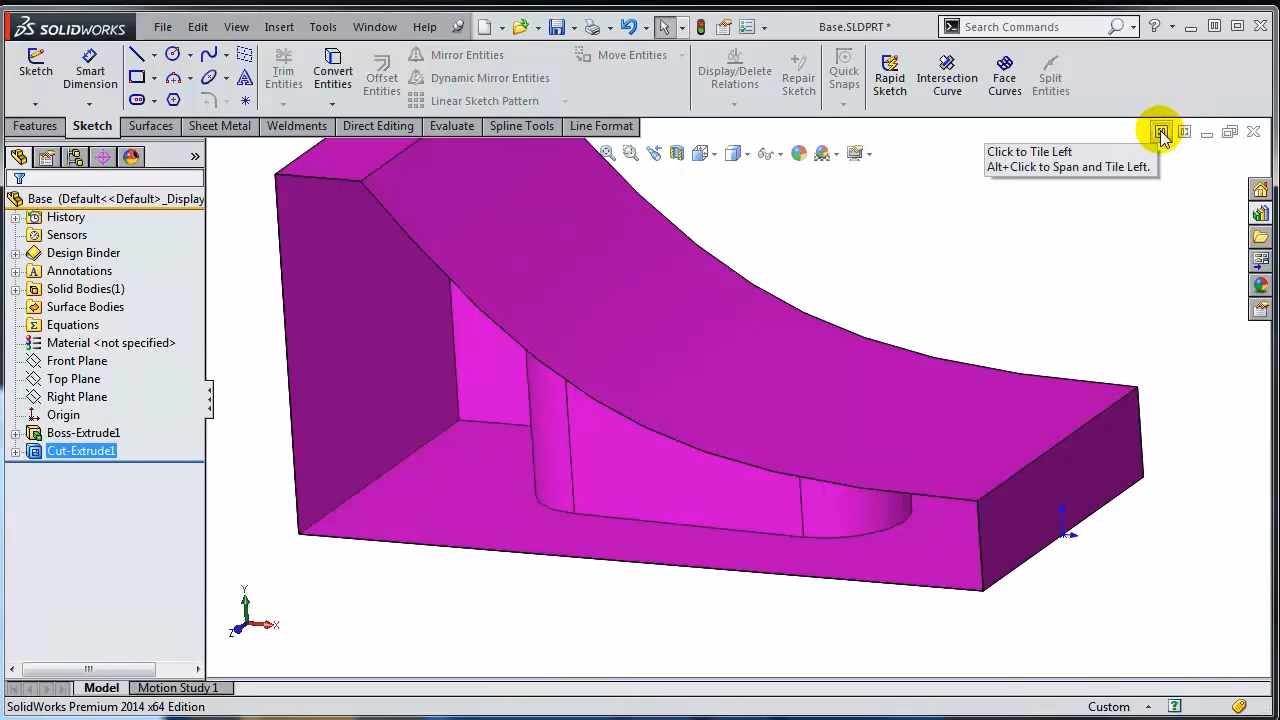 SOLIDWORKS
File Edit View Insert Tools Window Help
Base.SLDPRT
Search Commands
Sketch
Smart Dimension
Trim Entities
Convert Entities
Offset Entities
Mirror Entities
Dynamic Mirror Entities
Linear Sketch Pattern
Move Entities
Display/Delete Relations
Repair Sketch
Quick Snaps
Rapid Sketch
Intersection Curve
Face Curves
Split Entities
Features Sketch Surfaces Sheet Metal Weldments Direct Editing Evaluate Spline Tools Line Format
Click to Tile Left
Alt+Click to Span and Tile Left.
Base (Default<<Default>_Display
History
Sensors
Design Binder
Annotations
Solid Bodies(1)
Surface Bodies
Equations
Material <not specified>
Front Plane
Top Plane
Right Plane
Origin
Boss-Extrude1
Cut-Extrude1
Y
X
Z
Model Motion Study 1
SolidWorks Premium 2014 x64 Edition
Custom